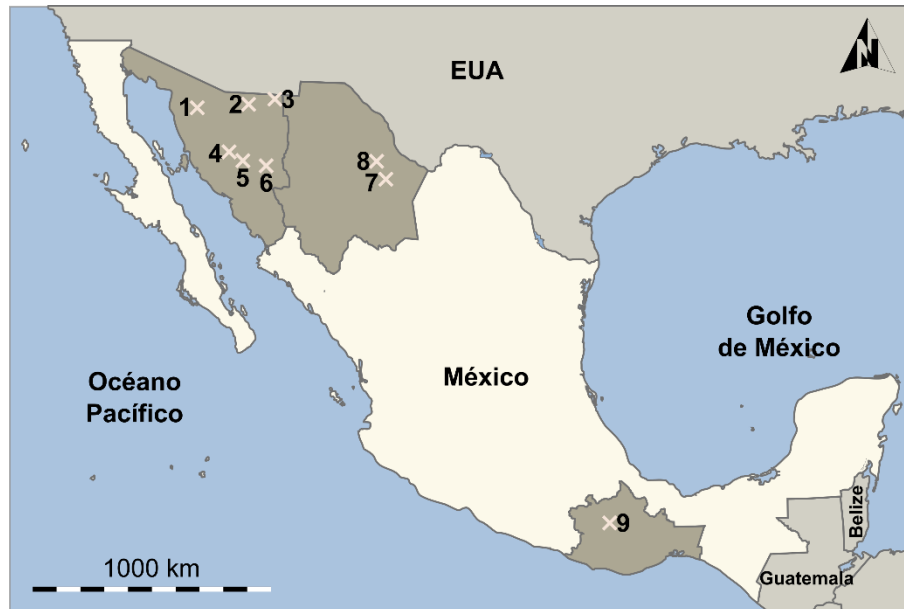 EUA
N
1
2
3
4
5
6
8
7
Golfo
de México
Océano
Pacífico
México
9
Belize
Guatemala
1000 km